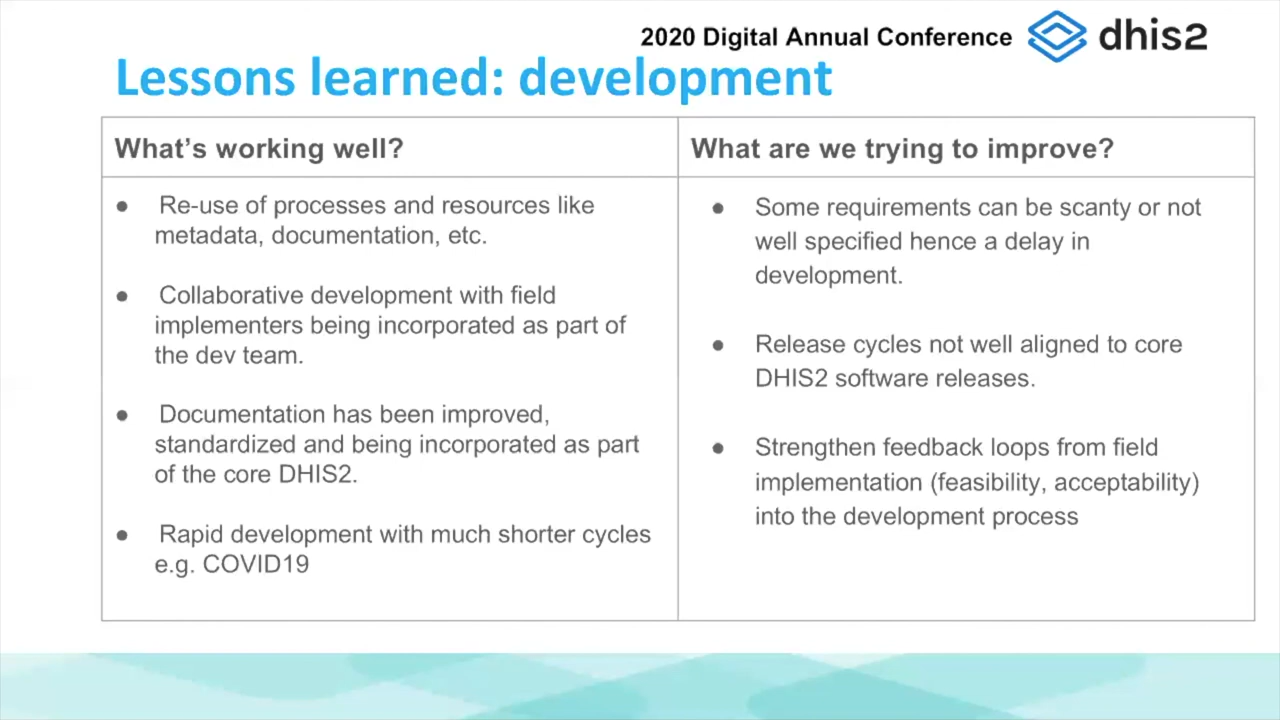 2020 Digital Annual Conference dhis2
Lessons learned: development
What’s working well?
● Re-use of processes and resources like
metadata, documentation, etc.
● Collaborative development with field
implementers being incorporated as part of
the dev team.
● Documentation has been improved,
standardized and being incorporated as part
of the core DHIS2.
● Rapid development with much shorter cycles
e.g. COVID19
What are we trying to improve?
● Some requirements can be scanty or not
well specified hence a delay in
development.
● Release cycles not well aligned to core
DHIS2 software releases.
● Strengthen feedback loops from field
implementation (feasibility, acceptability)
into the development process